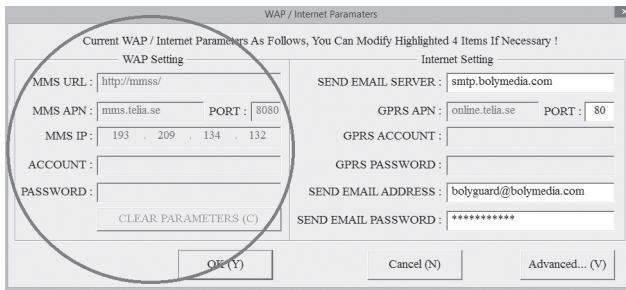 WAP / Internet Paramaters
Current WAP / Internet Parameters As Follows, You Can Modify Highlighted 4 Items If Necessary !
WAP Setting
MMS URL : http://mmss/
MMS APN : mms.telia.se PORT : 8080
MMS IP : 193 . 209 . 134 . 132
ACCOUNT :
PASSWORD :
CLEAR PARAMETERS (C)
Internet Setting
SEND EMAIL SERVER : smtp.bolymedia.com
GPRS APN : online.telia.se PORT : 80
GPRS ACCOUNT :
GPRS PASSWORD :
SEND EMAIL ADDRESS : bolyguard@bolymedia.com
SEND EMAIL PASSWORD : ***********
OK (Y) Cancel (N) Advanced... (V)